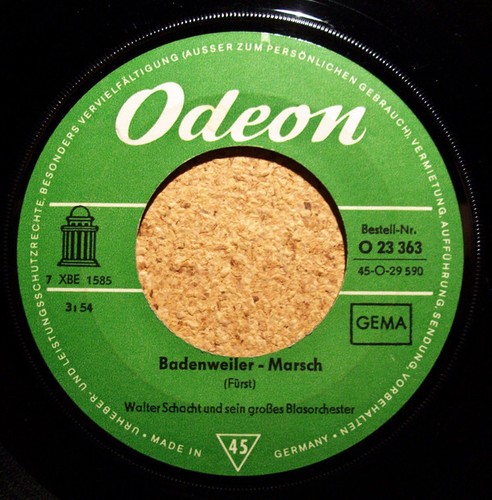 URHEBER- UND LEISTUNGSSCHUTZRECHTE, BESONDERS VERVIELFÄLTIGUNG (AUSSER ZUM PERSÖNLICHEN GEBRAUCH), VERMIETUNG, AUFFÜHRUNG, SENDUNG, VORBEHALTEN •
Odeon
7 XBE 1585
3:54
Bestell-Nr.
O 23 363
45-O-29 590
GEMA
Badenweiler - Marsch
(Fürst)
Walter Schacht und sein großes Blasorchester
• MADE IN
45
GERMANY •